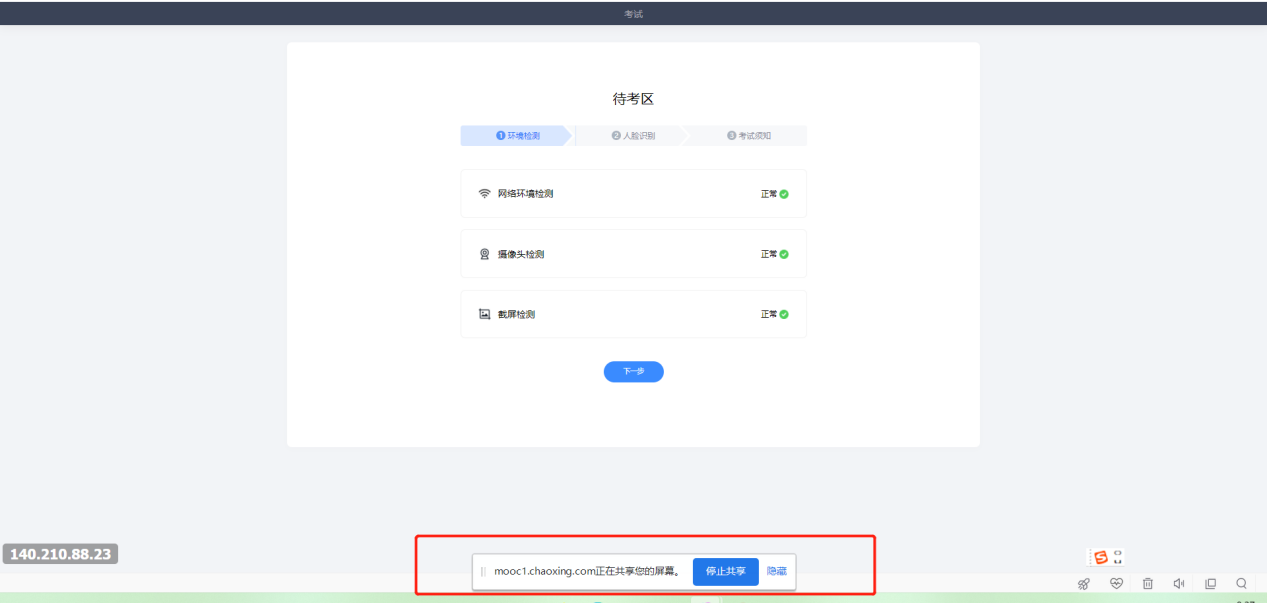 考试
待考区
1 环境检测 2 人脸识别 3 考试须知
网络环境检测 正常
摄像头检测 正常
截屏检测 正常
下一步
140.210.88.23
mooc1.chaoxing.com正在共享您的屏幕。 停止共享 隐藏